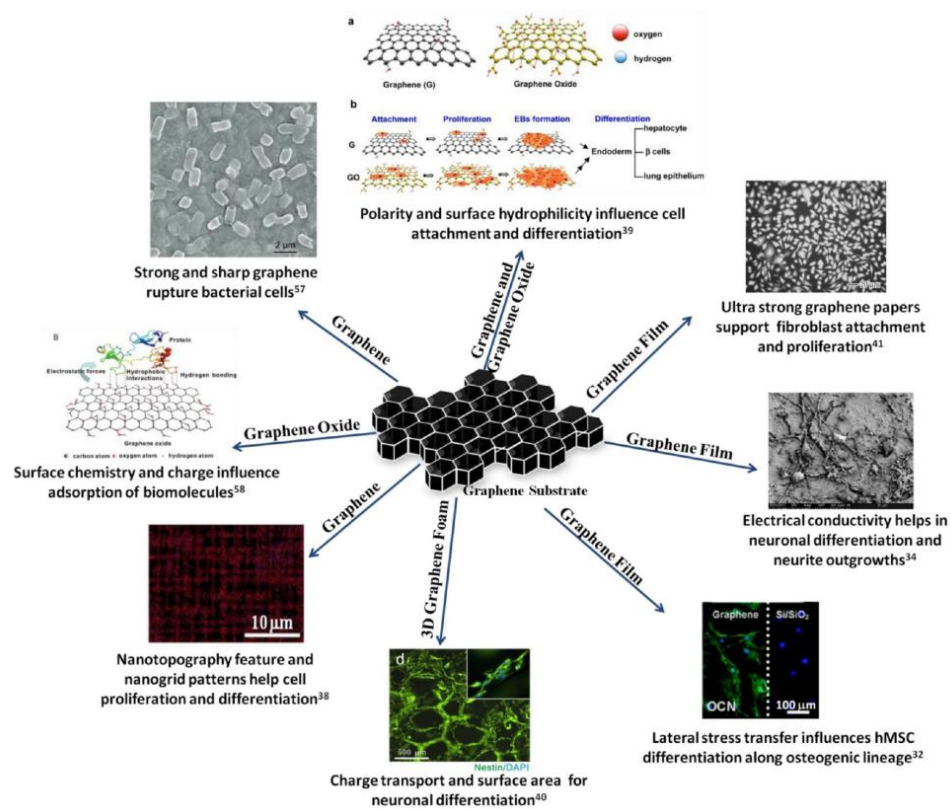 a
oxygen
hydrogen
Graphene (G)
Graphene Oxide
b
Attachment
Proliferation
EBs formation
Differentiation
G
GO
Endoderm
hepatocyte
β cells
lung epithelium
Polarity and surface hydrophilicity influence cell
attachment and differentiation39
2 μm
Strong and sharp graphene
rupture bacterial cells57
Ultra strong graphene papers
support fibroblast attachment
and proliferation41
Graphene
Graphene and
Graphene Oxide
Graphene Film
B
Protein
Electrostatic forces
Hydrophobic
interactions
Hydrogen bonding
Graphene oxide
carbon atom
oxygen atom
hydrogen atom
Graphene Oxide
Surface chemistry and charge influence
adsorption of biomolecules58
Graphene Film
Graphene Substrate
Electrical conductivity helps in
neuronal differentiation and
neurite outgrowths34
Graphene
3D Graphene Foam
Graphene Film
10 μm
Nanotopography feature and
nanogrid patterns help cell
proliferation and differentiation38
d
500 μm
Nestin/DAPI
Charge transport and surface area for
neuronal differentiation40
Graphene
Si/SiO2
OCN
100 μm
Lateral stress transfer influences hMSC
differentiation along osteogenic lineage32